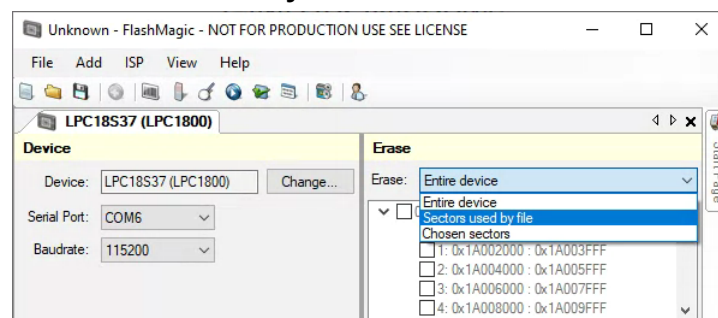 Unknown - FlashMagic - NOT FOR PRODUCTION USE SEE LICENSE
File Add ISP View Help
LPC18S37 (LPC1800)
Device
Device: LPC18S37 (LPC1800) Change...
Serial Port: COM6
Baudrate: 115200
Erase
Erase: Entire device
Entire device
Sectors used by file
Chosen sectors
1: 0x1A002000 : 0x1A003FFF
2: 0x1A004000 : 0x1A005FFF
3: 0x1A006000 : 0x1A007FFF
4: 0x1A008000 : 0x1A009FFF